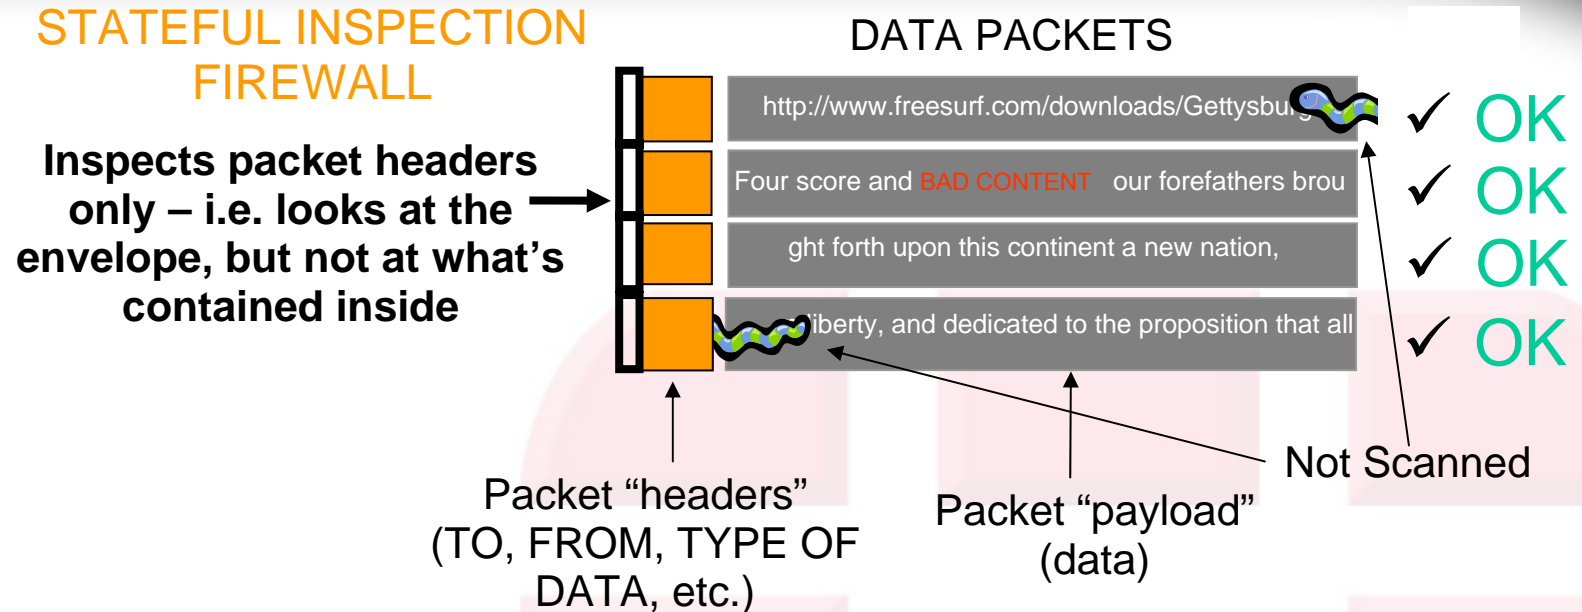 STATEFUL INSPECTION
FIREWALL
Inspects packet headers
only – i.e. looks at the
envelope, but not at what’s
contained inside
DATA PACKETS
http://www.freesurf.com/downloads/Gettysburg
OK
Four score and BAD CONTENT our forefathers brou
OK
ght forth upon this continent a new nation,
OK
liberty, and dedicated to the proposition that all
OK
Packet “headers”
(TO, FROM, TYPE OF
DATA, etc.)
Packet “payload”
(data)
Not Scanned